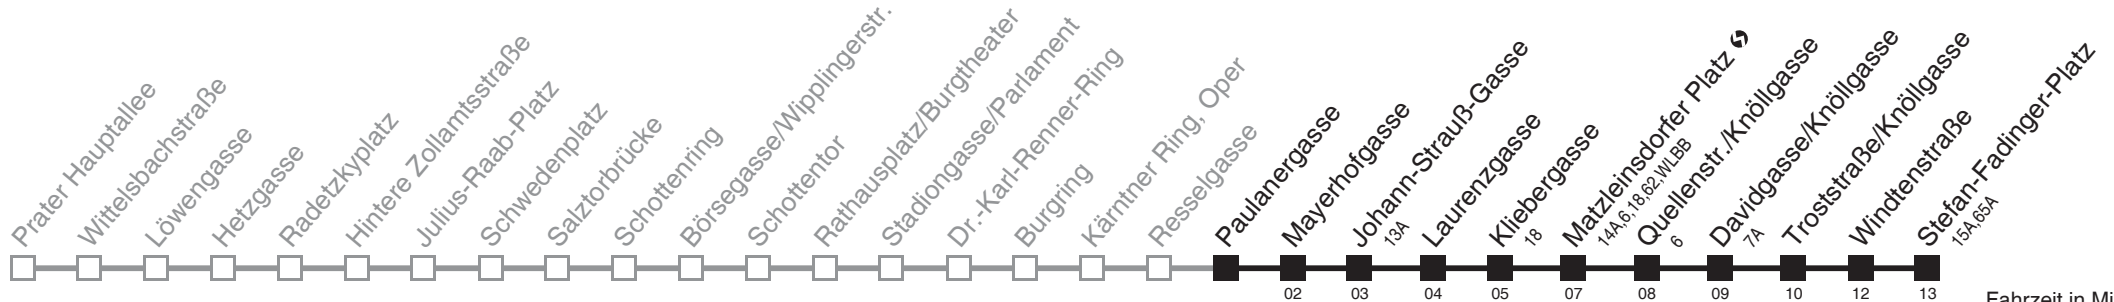 Prater Hauptallee
Wittelsbachstraße
Löwengasse
Hetzgasse
Radetzkyplatz
Hintere Zollamtsstraße
Julius-Raab-Platz
Schwedenplatz
Salztorbrücke
Schottenring
Börsegasse/Wipplingerstr.
Schottentor
Rathausplatz/Burgtheater
Stadiongasse/Parlament
Dr.-Karl-Renner-Ring
Burgring
Kärntner Ring, Oper
Resselgasse
Paulanergasse
Mayerhofgasse
Johann-Strauß-Gasse
13A
Laurenzgasse
Kliebergasse
18
Matzleinsdorfer Platz
14A,6,18,62,WLBB
Quellenstr./Knöllgasse
6
Davidgasse/Knöllgasse
7A
Troststraße/Knöllgasse
Windtenstraße
Stefan-Fadinger-Platz
15A,65A
02 03 04 05 07 08 09 10 12 13
Fahrzeit in Mi